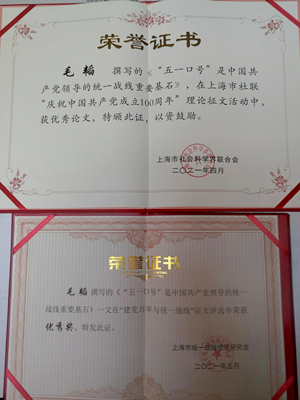 荣誉证书
毛韬 撰写的《“五一口号”是中国共
产党领导的统一战线重要基石》,在上海市社联
“庆祝中国共产党成立100周年”理论征文活动中,
获优秀论文,特颁此证,以资鼓励。
上海市社会科学界联合会
二〇二一年四月
荣誉证书
毛韬 撰写的《“五一口号”是中国共产党领导的统一
战线重要基石》一文在“建党百年与统一战线”征文评选中荣获
优秀奖。特发此证。
上海市统一战线理论研究会
二〇二一年五月